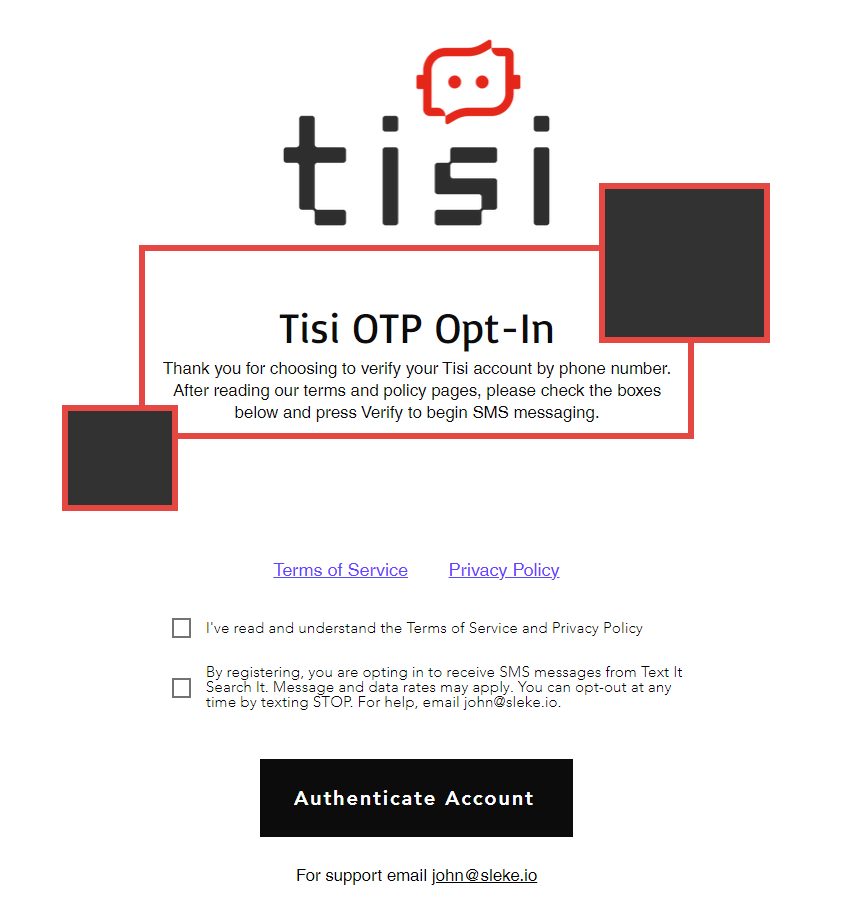 tisi
Tisi OTP Opt-In
Thank you for choosing to verify your Tisi account by phone number.
After reading our terms and policy pages, please check the boxes
below and press Verify to begin SMS messaging.
Terms of Service
Privacy Policy
I've read and understand the Terms of Service and Privacy Policy
By registering, you are opting in to receive SMS messages from Text It
Search It. Message and data rates may apply. You can opt-out at any
time by texting STOP. For help, email john@sleke.io.
Authenticate Account
For support email john@sleke.io